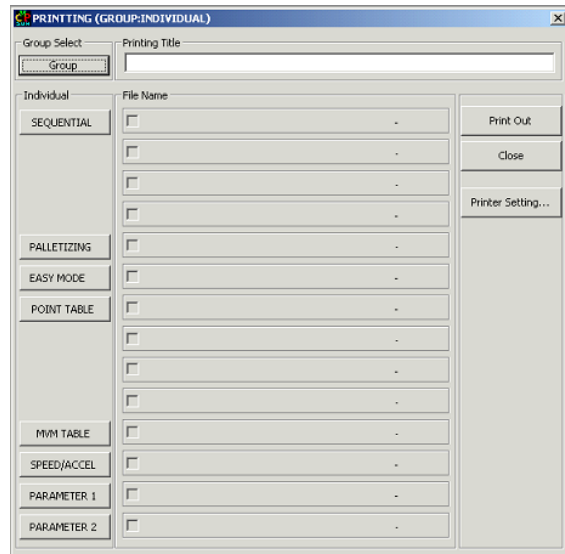 PRINTTING (GROUP:INDIVIDUAL)
Group Select
Printing Title
Group
Individual
File Name
SEQUENTIAL
-
Print Out
-
Close
-
Printer Setting...
-
PALLETIZING
-
EASY MODE
-
POINT TABLE
-
-
-
-
MVM TABLE
-
SPEED/ACCEL
-
PARAMETER 1
-
PARAMETER 2
-